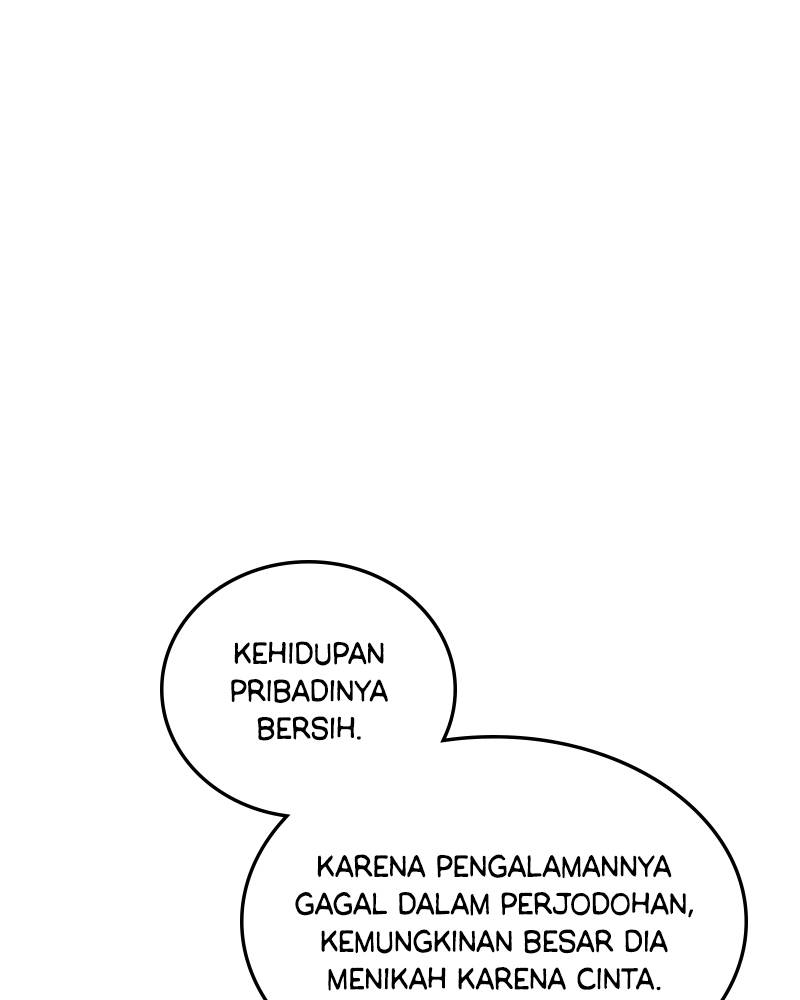 KEHIDUPAN
PRIBADINYA
BERSIH.
KARENA PENGALAMANNYA
GAGAL DALAM PERJODOHAN,
KEMUNGKINAN BESAR DIA
MENIKAH KARENA CINTA.